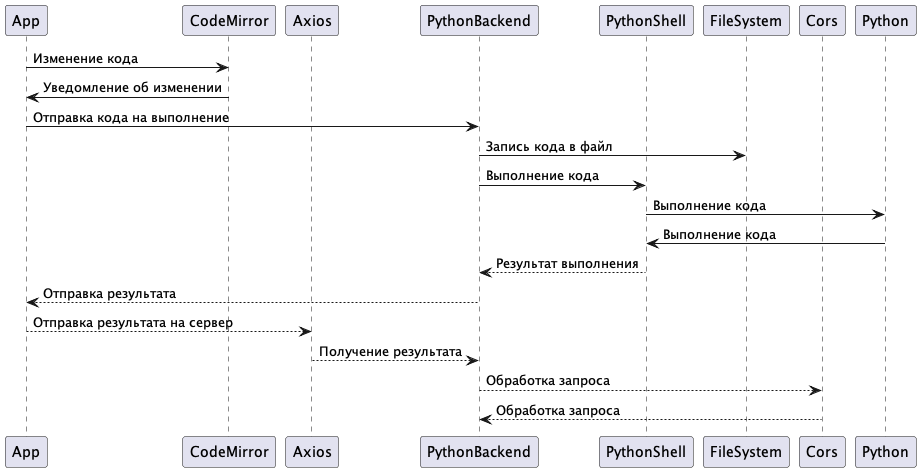 App CodeMirror Axios PythonBackend PythonShell FileSystem Cors Python
Изменение кода
Уведомление об изменении
Отправка кода на выполнение
Запись кода в файл
Выполнение кода
Выполнение кода
Выполнение кода
Результат выполнения
Отправка результата
Отправка результата на сервер
Получение результата
Обработка запроса
Обработка запроса
App CodeMirror Axios PythonBackend PythonShell FileSystem Cors Python